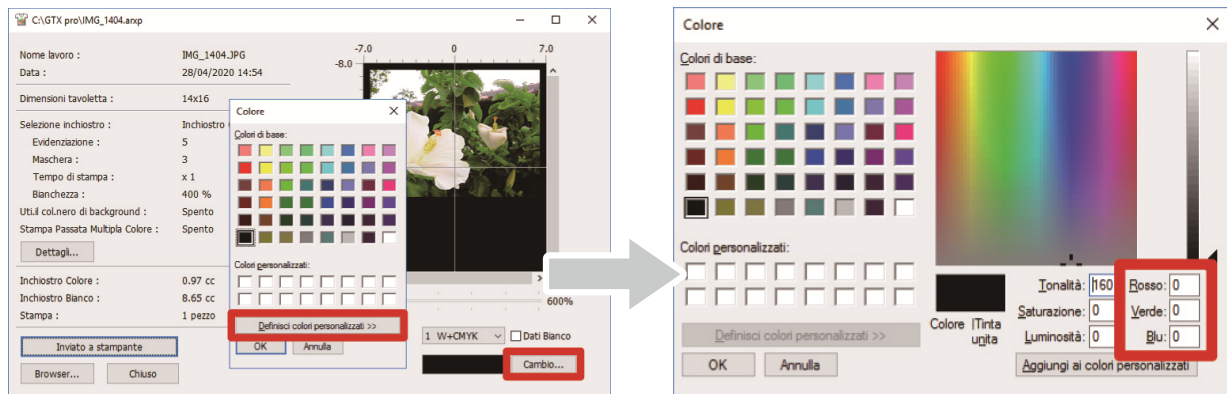 C:\GTX pro\IMG_1404.arxp
Nome lavoro : IMG_1404.JPG
Data : 28/04/2020 14:54
Dimensioni tavoletta : 14x16
Selezione inchiostro : Inchiostro
Evidenziazione : 5
Maschera : 3
Tempo di stampa : x 1
Bianchezza : 400 %
Uti.il col.nero di background : Spento
Stampa Passata Multipla Colore : Spento
Dettagli...
Inchiostro Colore : 0.97 cc
Inchiostro Bianco : 8.65 cc
Stampa : 1 pezzo
Inviato a stampante
Browser... Chiuso
-7.0 0 7.0
-8.0
Colore
Colori di base:
Colori personalizzati:
Definisci colori personalizzati >>
OK Annulla
600%
1 W+CMYK Dati Bianco
Cambio...
Colore
Colori di base:
Colori personalizzati:
Definisci colori personalizzati >>
OK Annulla
Colore |Tinta
unita
Tonalità: 160 Rosso: 0
Saturazione: 0 Verde: 0
Luminosità: 0 Blu: 0
Aggiungi ai colori personalizzati